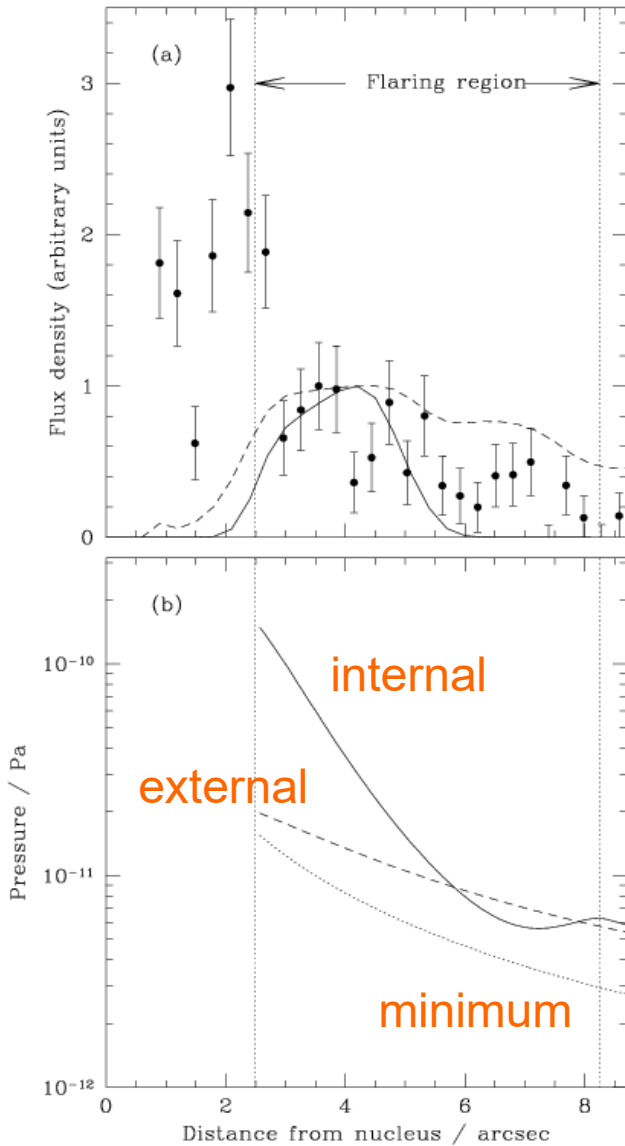 (a)
Flaring region
3
2
1
0
Flux density (arbitrary units)
(b)
internal
external
minimum
10⁻¹⁰
10⁻¹¹
10⁻¹²
Pressure / Pa
0 2 4 6 8
Distance from nucleus / arcsec